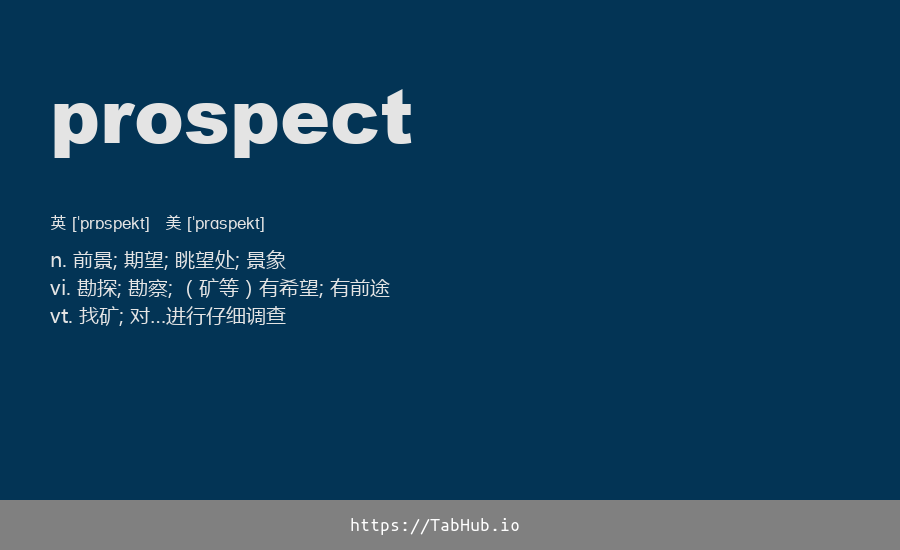 prospect
英 [ˈprɒspekt] 美 [ˈprɑspekt]
n. 前景; 期望; 眺望处; 景象
vi. 勘探; 勘察; （矿等）有希望; 有前途
vt. 找矿; 对…进行仔细调查
https://TabHub.io